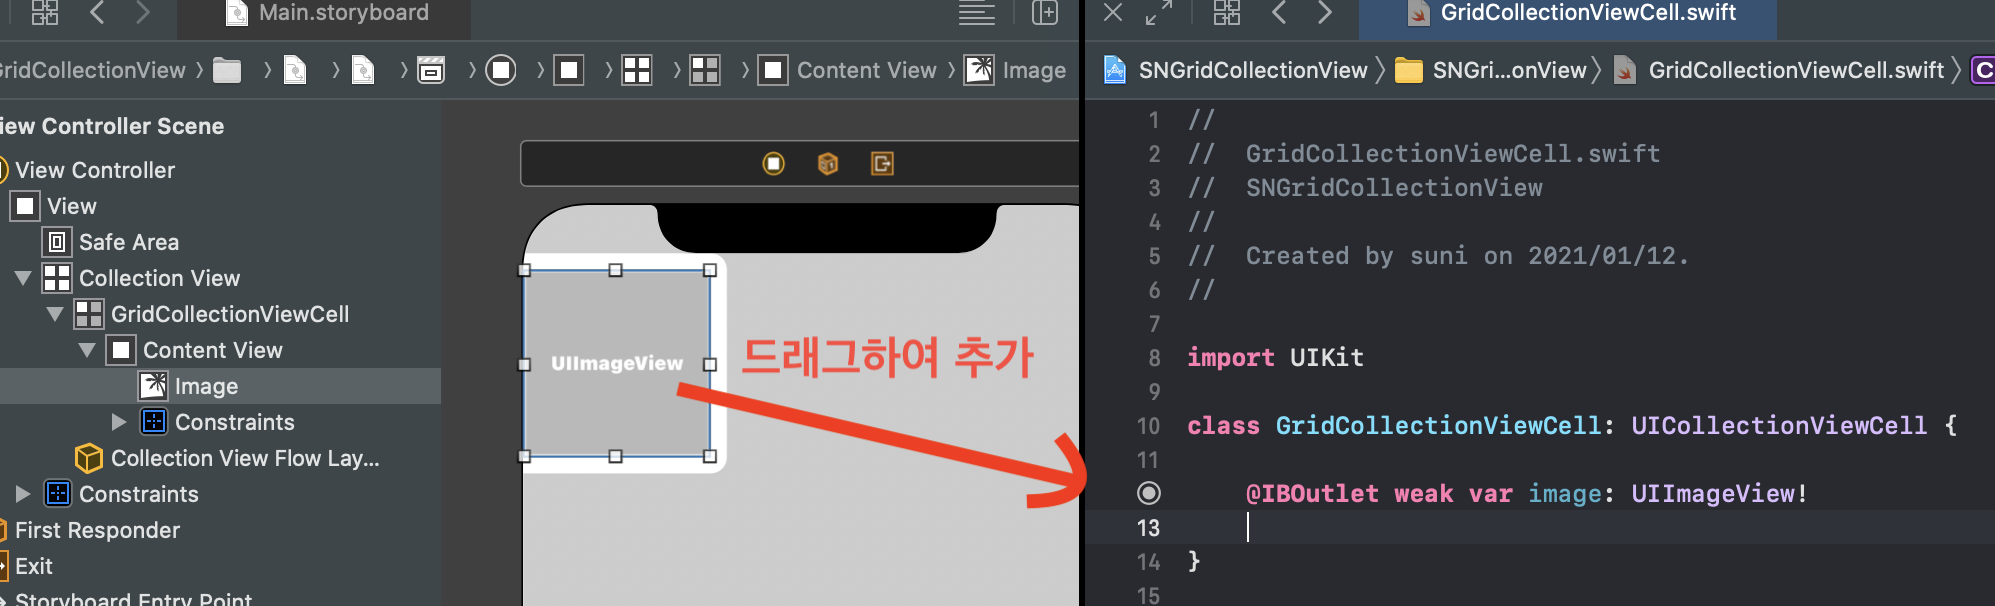 Main.storyboard
GridCollectionViewCell.swift
ridCollectionView
Content View
Image
SNGridCollectionView
SNGri...onView
GridCollectionViewCell.swift
C
iew Controller Scene
View Controller
View
Safe Area
Collection View
GridCollectionViewCell
Content View
Image
Constraints
Collection View Flow Lay...
Constraints
First Responder
Exit
Storyboard Entry Point
UIImageView
드래그하여 추가
1 //
2 // GridCollectionViewCell.swift
3 // SNGridCollectionView
4 //
5 // Created by suni on 2021/01/12.
6 //
7
8 import UIKit
9
10 class GridCollectionViewCell: UICollectionViewCell {
11
@IBOutlet weak var image: UIImageView!
13
14 }
15